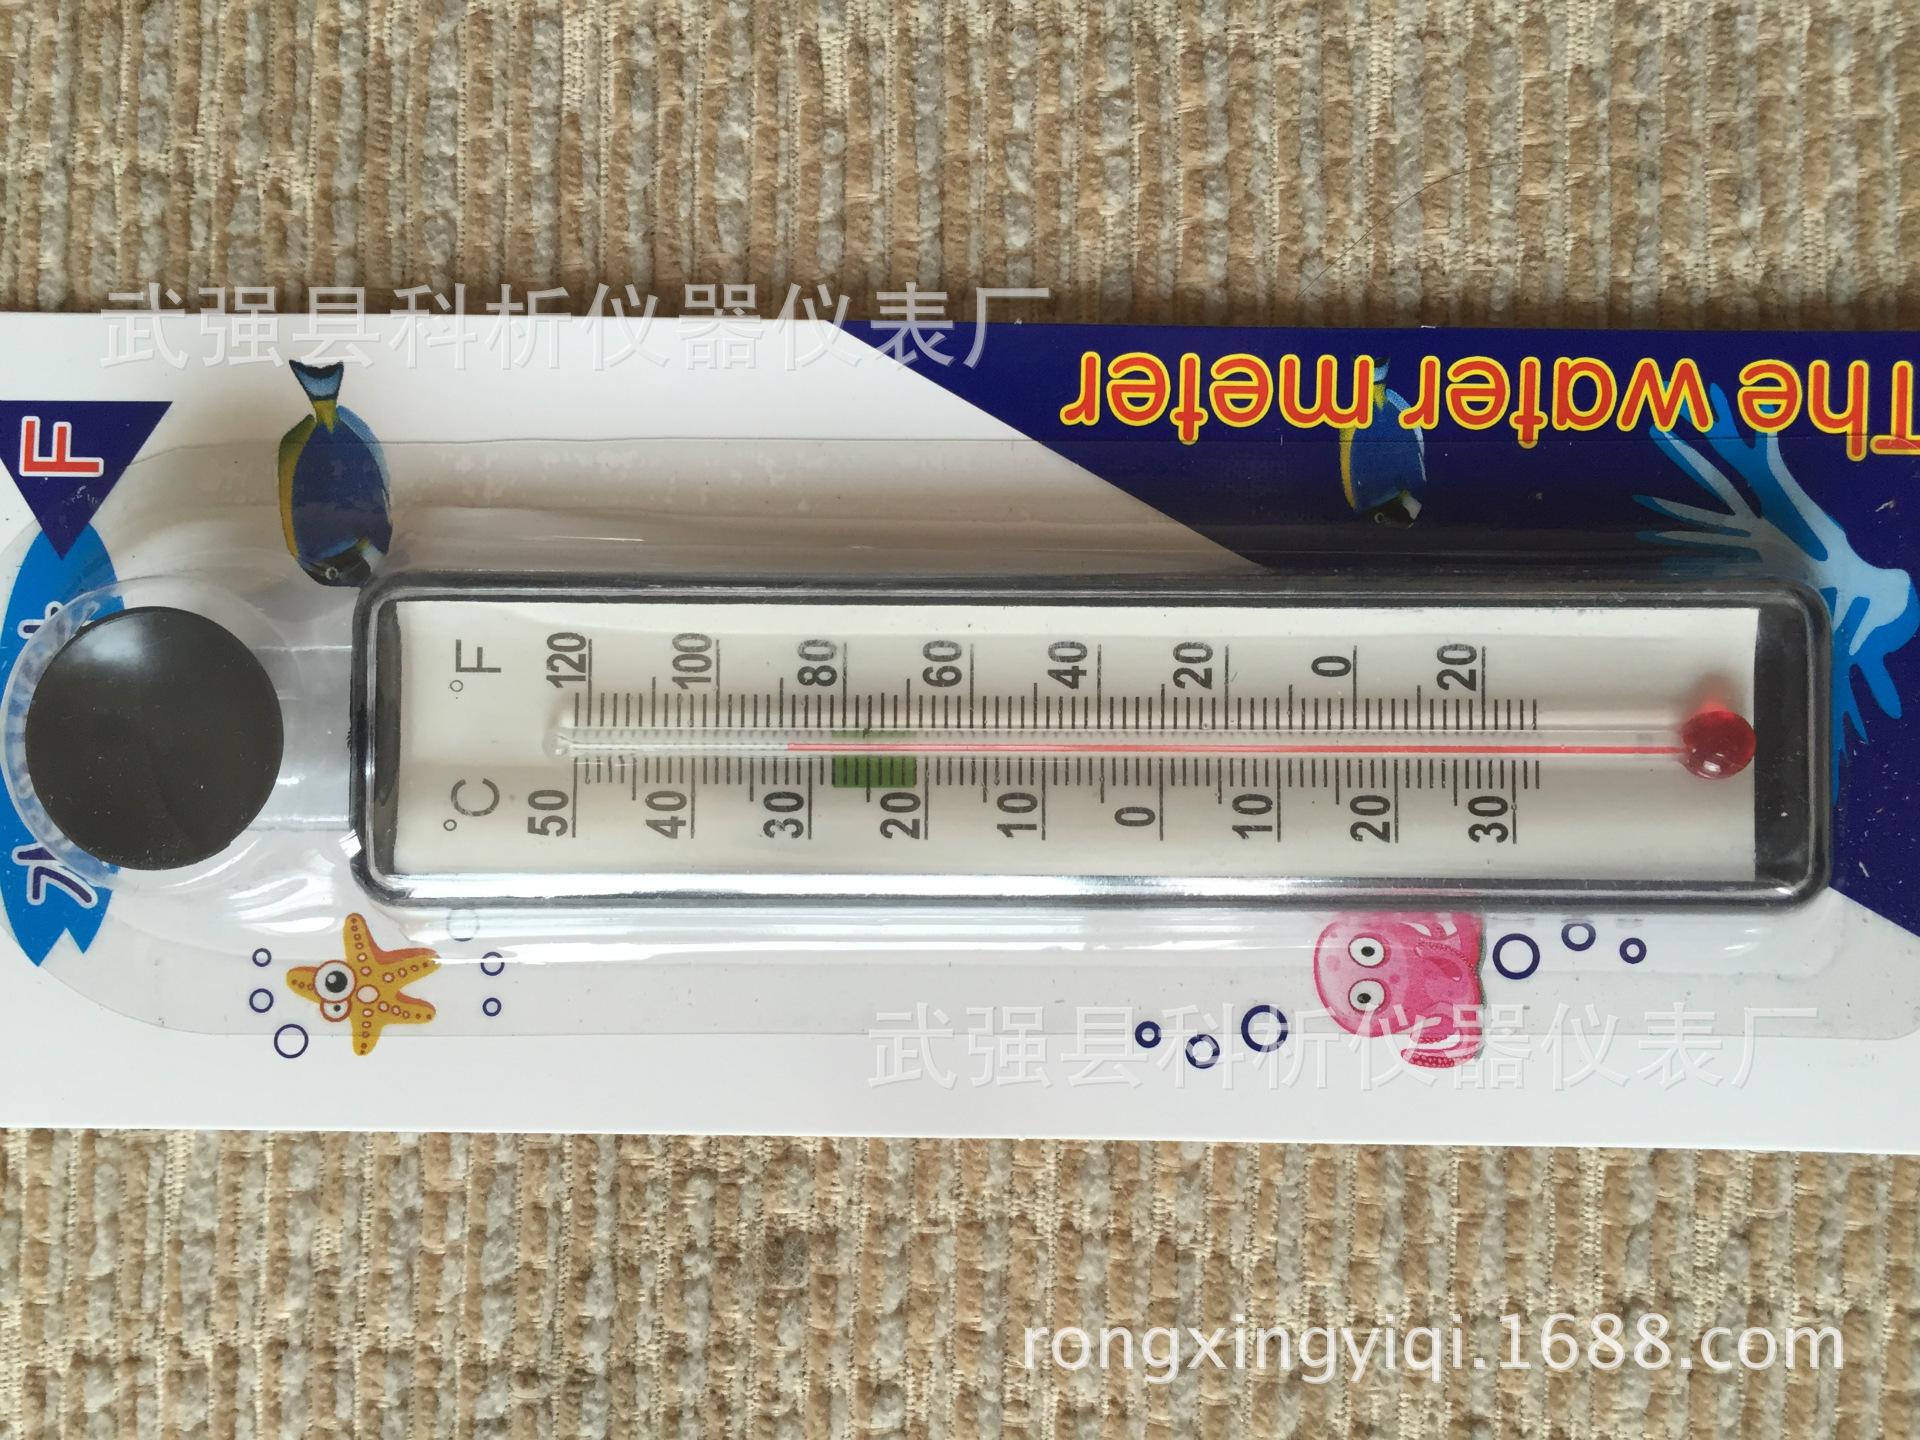 武强县科析仪器仪表厂
The water meter
F
°F
120 100 80 60 40 20 0 20
°C
50 40 30 20 10 0 10 20 30
武强县科析仪器仪表厂
rongxingyiqi.1688.com